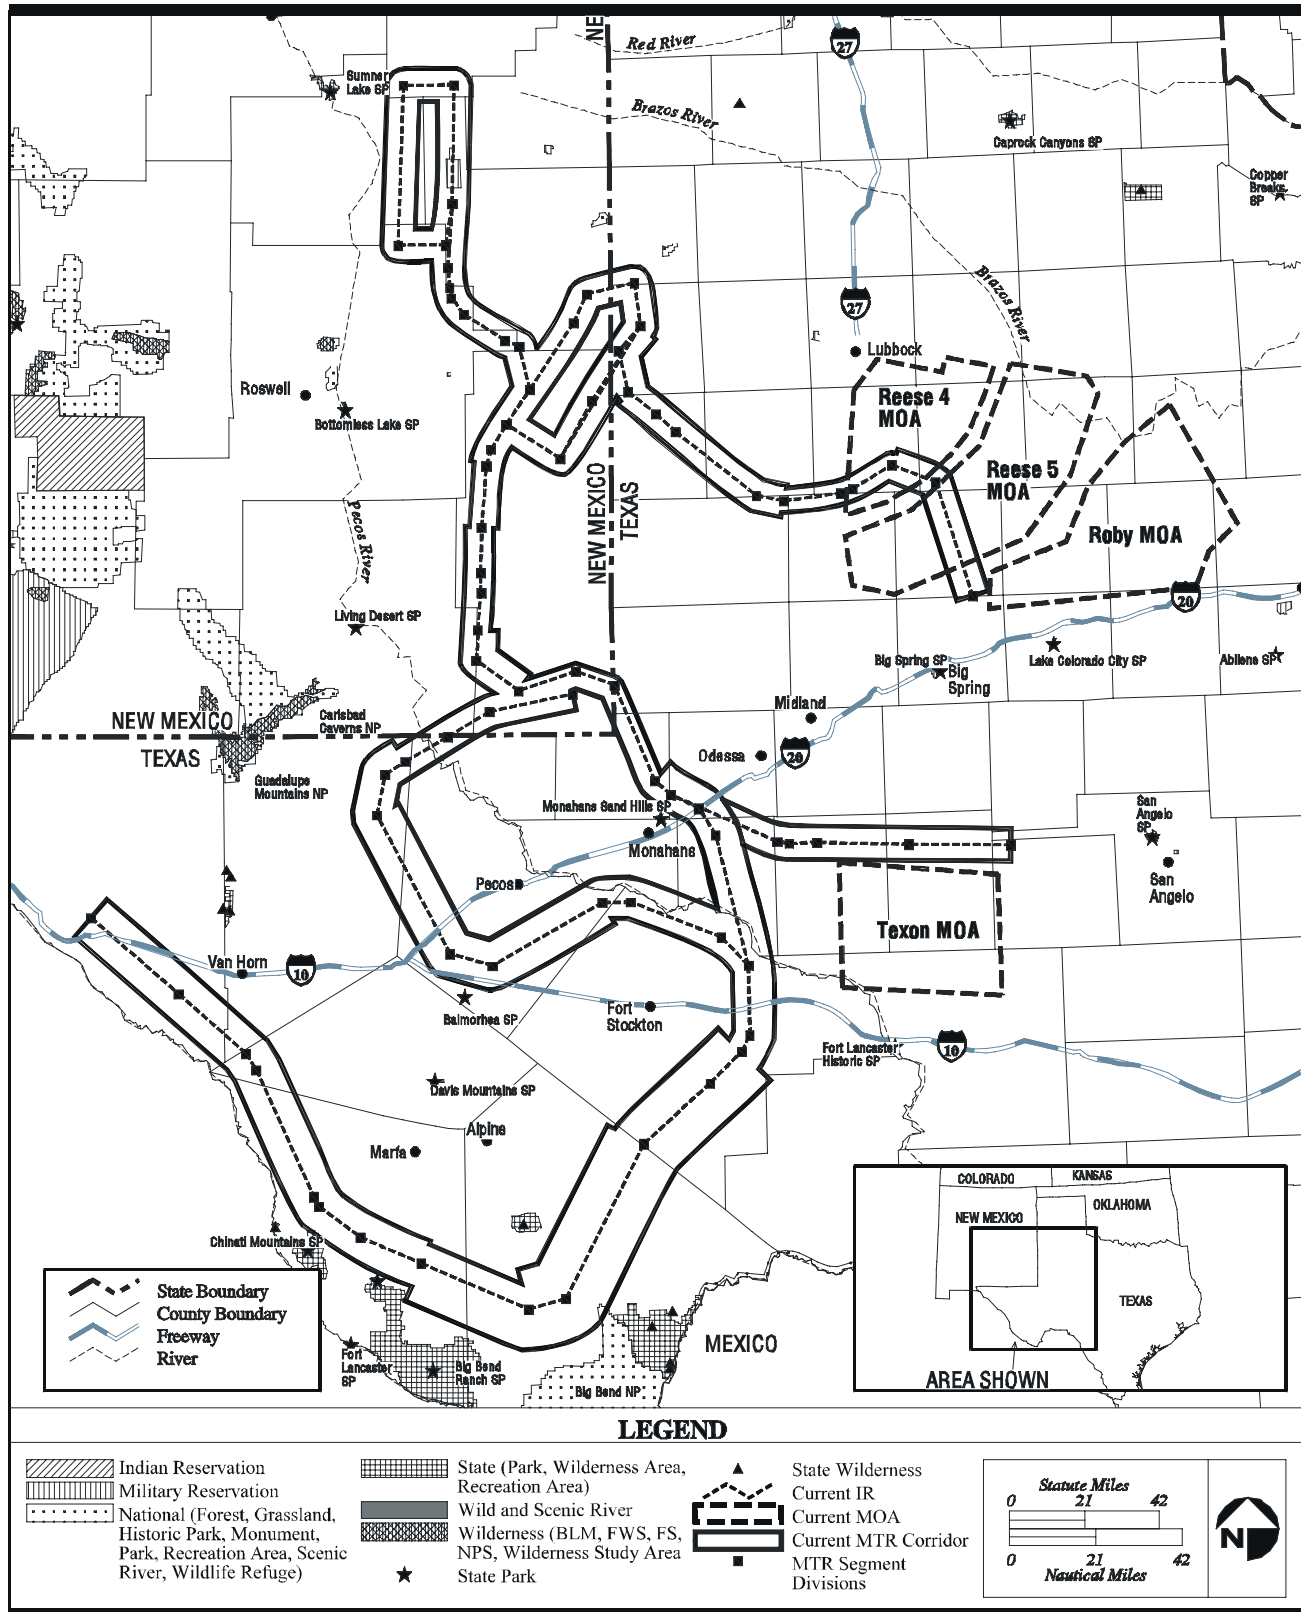 NE
Red River
27
Sumner
Lake SP
Brazos River
Caprock Canyons SP
Copper
Breaks
SP
Brazos River
27
Lubbock
Roswell
Bottomless Lake SP
Reese 4
MOA
Reese 5
MOA
Roby MOA
Pecos River
NEW MEXICO
TEXAS
20
Living Desert SP
Big Spring SP
Big
Spring
Lake Colorado City SP
Abilene SP
NEW MEXICO
TEXAS
Carlsbad
Caverns NP
Midland
Odessa
20
Guadalupe
Mountains NP
Monahans Sand Hills SP
Monahans
San
Angelo
SP
San
Angelo
Pecos
Texon MOA
Van Horn
10
Balmorhea SP
Fort
Stockton
Fort Lancaster
Historic SP
10
Davis Mountains SP
Alpine
Marfa
Chinati Mountains SP
Fort
Lancaster
SP
Big Bend
Ranch SP
Big Bend NP
MEXICO
State Boundary
County Boundary
Freeway
River
COLORADO
KANSAS
NEW MEXICO
OKLAHOMA
TEXAS
AREA SHOWN
LEGEND
Indian Reservation
Military Reservation
National (Forest, Grassland,
Historic Park, Monument,
Park, Recreation Area, Scenic
River, Wildlife Refuge)
State (Park, Wilderness Area,
Recreation Area)
Wild and Scenic River
Wilderness (BLM, FWS, FS,
NPS, Wilderness Study Area
State Park
State Wilderness
Current IR
Current MOA
Current MTR Corridor
MTR Segment
Divisions
Statute Miles
0 21 42
0 21 42
Nautical Miles
N